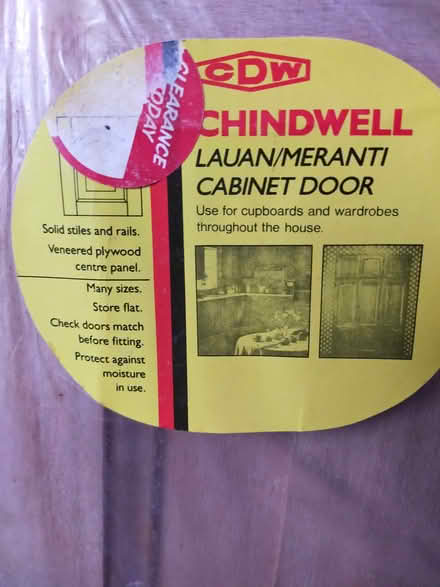 CDW
CHINDWELL
LAUAN/MERANTI
CABINET DOOR
Use for cupboards and wardrobes
throughout the house.
CLEARANCE
TODAY
Solid stiles and rails.
Veneered plywood
centre panel.
Many sizes.
Store flat.
Check doors match
before fitting.
Protect against
moisture
in use.